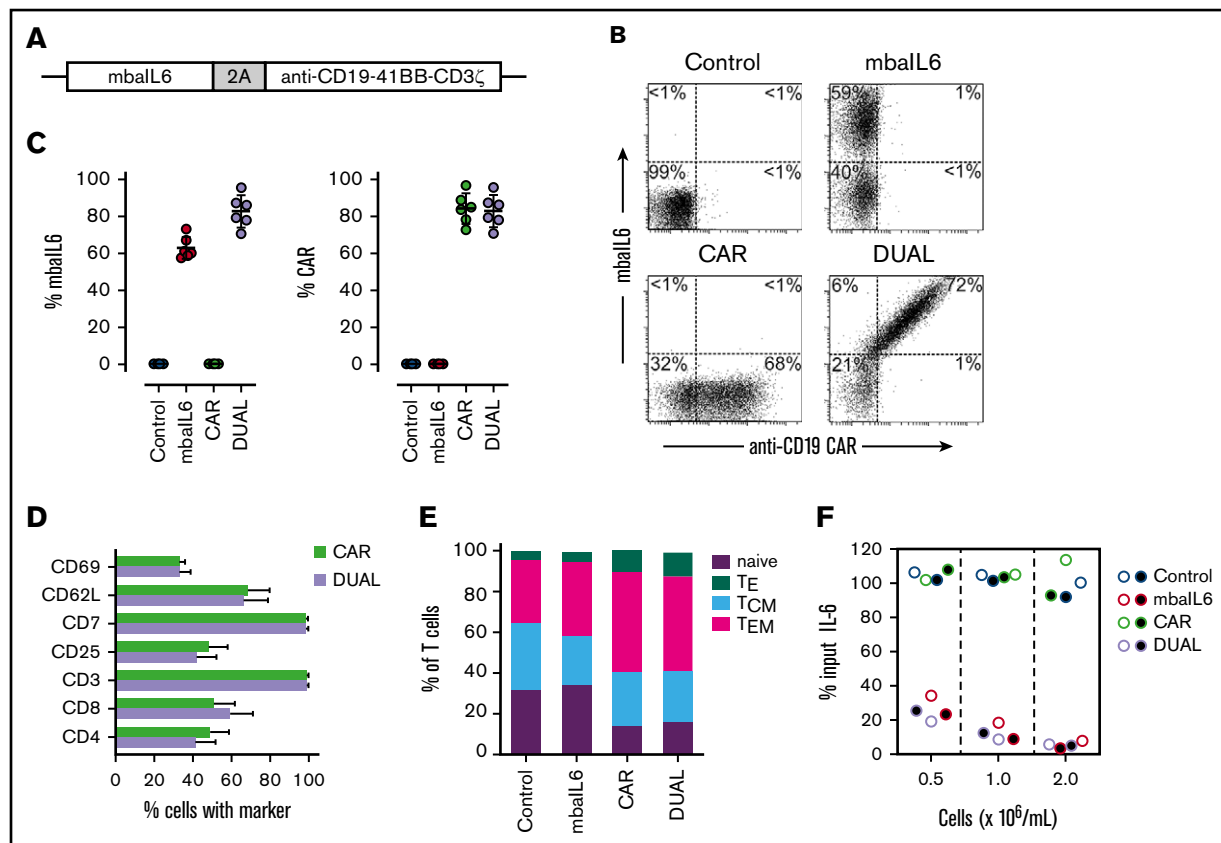 A
mbaIL6 2A anti-CD19-41BB-CD3ζ
B
Control
<1% <1%
99% <1%
mbaIL6
59% 1%
40% <1%
CAR
<1% <1%
32% 68%
DUAL
6% 72%
21% 1%
mbaIL6
anti-CD19 CAR
C
% mbaIL6
100
80
60
40
20
0
Control
mbaIL6
CAR
DUAL
% CAR
100
80
60
40
20
0
Control
mbaIL6
CAR
DUAL
D
CAR
DUAL
CD69
CD62L
CD7
CD25
CD3
CD8
CD4
0 20 40 60 80 100
% cells with marker
E
% of T cells
100
80
60
40
20
0
Control
mbaIL6
CAR
DUAL
naive
TE
TCM
TEM
F
% input IL-6
120
100
80
60
40
20
0
0.5 1.0 2.0
Cells (x 10⁶/mL)
Control
mbaIL6
CAR
DUAL